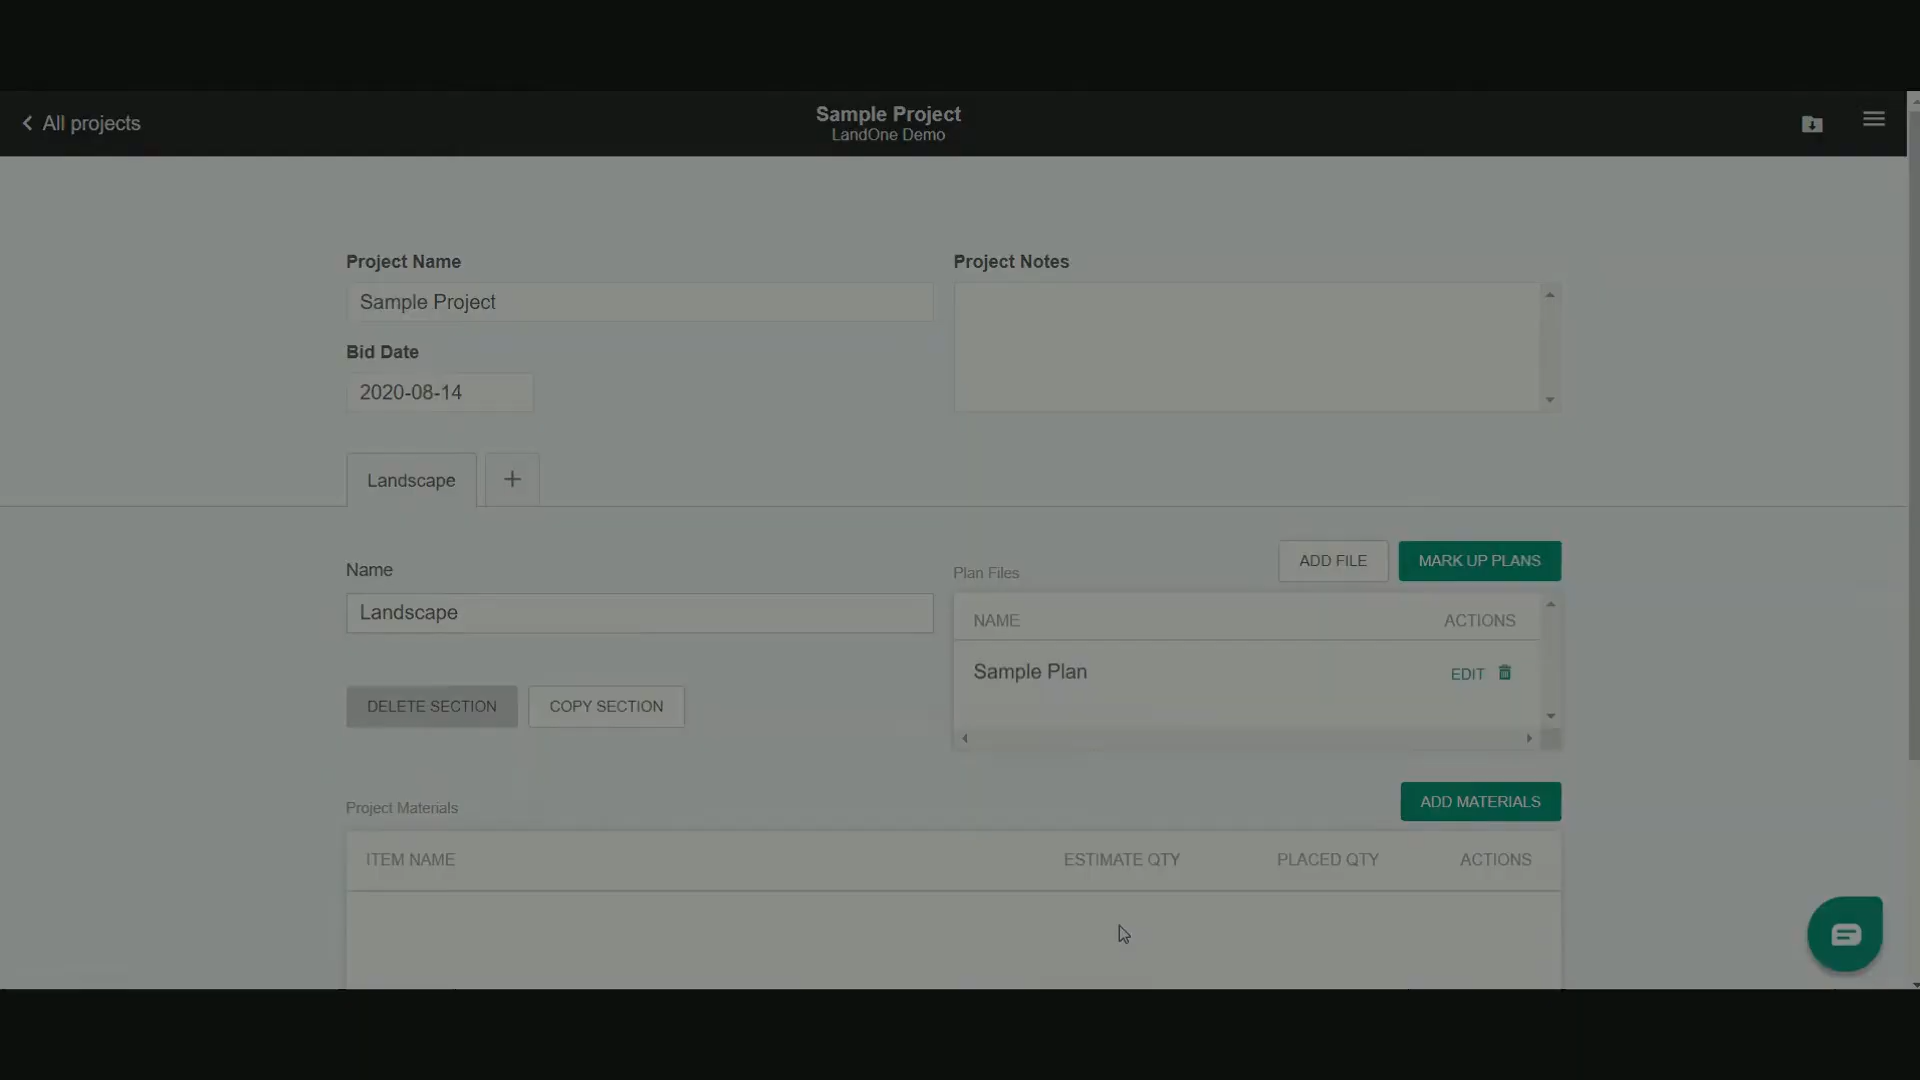 All projects
Sample Project
LandOne Demo
Project Name
Project Notes
Sample Project
Bid Date
2020-08-14
Landscape
+
ADD FILE
MARK UP PLANS
Name
Plan Files
Landscape
NAME
ACTIONS
Sample Plan
EDIT
DELETE SECTION
COPY SECTION
Project Materials
ADD MATERIALS
ITEM NAME
ESTIMATE QTY
PLACED QTY
ACTIONS